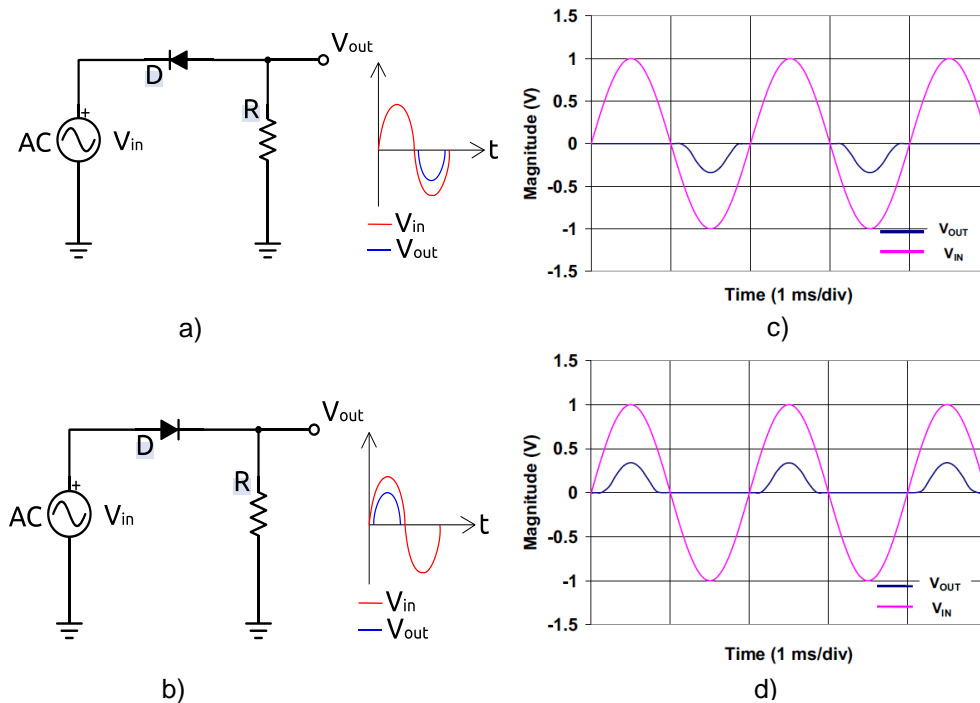 a)
Vout
D
+
AC
Vin
R
t
Vin
Vout
c)
1.5
1
0.5
0
-0.5
-1
-1.5
Magnitude (V)
VOUT
VIN
Time (1 ms/div)
b)
Vout
D
+
AC
Vin
R
t
Vin
Vout
d)
1.5
1
0.5
0
-0.5
-1
-1.5
Magnitude (V)
VOUT
VIN
Time (1 ms/div)